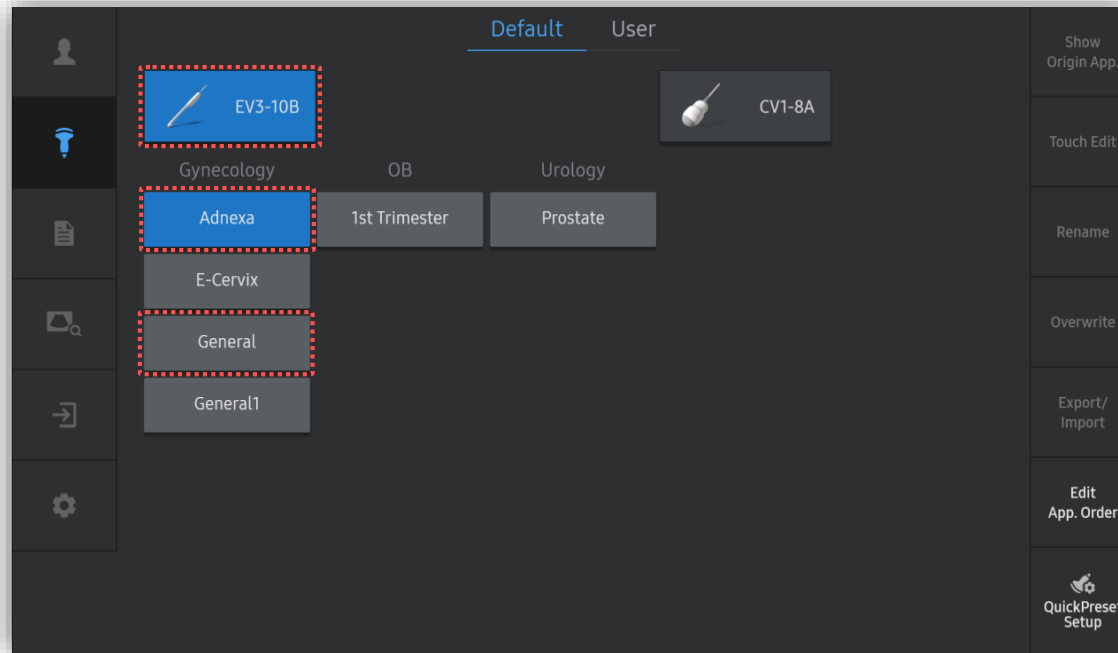 Default User
EV3-10B CV1-8A
Gynecology OB Urology
Adnexa 1st Trimester Prostate
E-Cervix
General
General1
Show
Origin App.
Touch Edit
Rename
Overwrite
Export/
Import
Edit
App. Order
QuickPreset
Setup